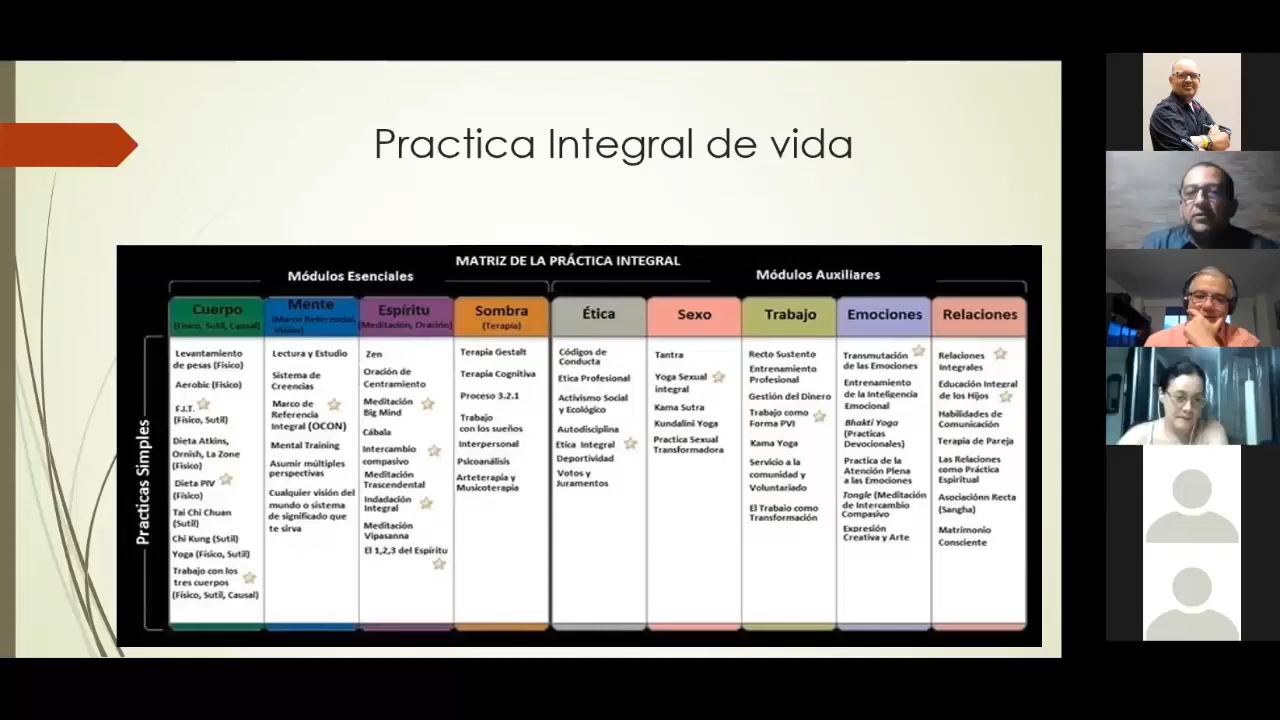 Practica Integral de vida
MATRIZ DE LA PRÁCTICA INTEGRAL
Módulos Esenciales
Módulos Auxiliares
Practicas Simples
Cuerpo
(Físico, Sutil, Causal)
Levantamiento
de pesas (Físico)
Aerobic (Físico)
F.I.T.
(Físico, Sutil)
Dieta Atkins,
Ornish, La Zone
(Físico)
Dieta PIV
(Físico)
Tai Chi Chuan
(Sutil)
Chi Kung (Sutil)
Yoga (Físico, Sutil)
Trabajo con los
tres cuerpos
(Físico, Sutil, Causal)
Mente
(Marco Referencial,
Visión)
Lectura y Estudio
Sistema de
Creencias
Marco de
Referencia
Integral (OCON)
Mental Training
Asumir múltiples
perspectivas
Cualquier visión del
mundo o sistema
de significado que
te sirva
Espíritu
(Meditación, Oración)
Zen
Oración de
Centramiento
Meditación
Big Mind
Cábala
Intercambio
compasivo
Meditación
Trascendental
Indadación
Integral
Meditación
Vipasanna
El 1,2,3 del Espíritu
Sombra
(Terapia)
Terapia Gestalt
Terapia Cognitiva
Proceso 3.2.1
Trabajo
con los sueños
Interpersonal
Psicoanálisis
Arteterapia y
Musicoterapia
Ética
Códigos de
Conducta
Etica Profesional
Activismo Social
y Ecológico
Autodisciplina
Etica Integral
Deportividad
Votos y
Juramentos
Sexo
Tantra
Yoga Sexual
integral
Kama Sutra
Kundalini Yoga
Practica Sexual
Transformadora
Trabajo
Recto Sustento
Entrenamiento
Profesional
Gestión del Dinero
Trabajo como
Forma PVI
Kama Yoga
Servicio a la
comunidad y
Voluntariado
El Trabajo como
Transformación
Emociones
Transmutación
de las Emociones
Entrenamiento
de la Inteligencia
Emocional
Bhakti Yoga
(Practicas
Devocionales)
Practica de la
Atención Plena
a las Emociones
Tongle (Meditación
de Intercambio
Compasivo
Expresión
Creativa y Arte
Relaciones
Relaciones
Integrales
Educación Integral
de los Hijos
Habilidades de
Comunicación
Terapia de Pareja
Las Relaciones
como Práctica
Espiritual
Asociaciónn Recta
(Sangha)
Matrimonio
Consciente